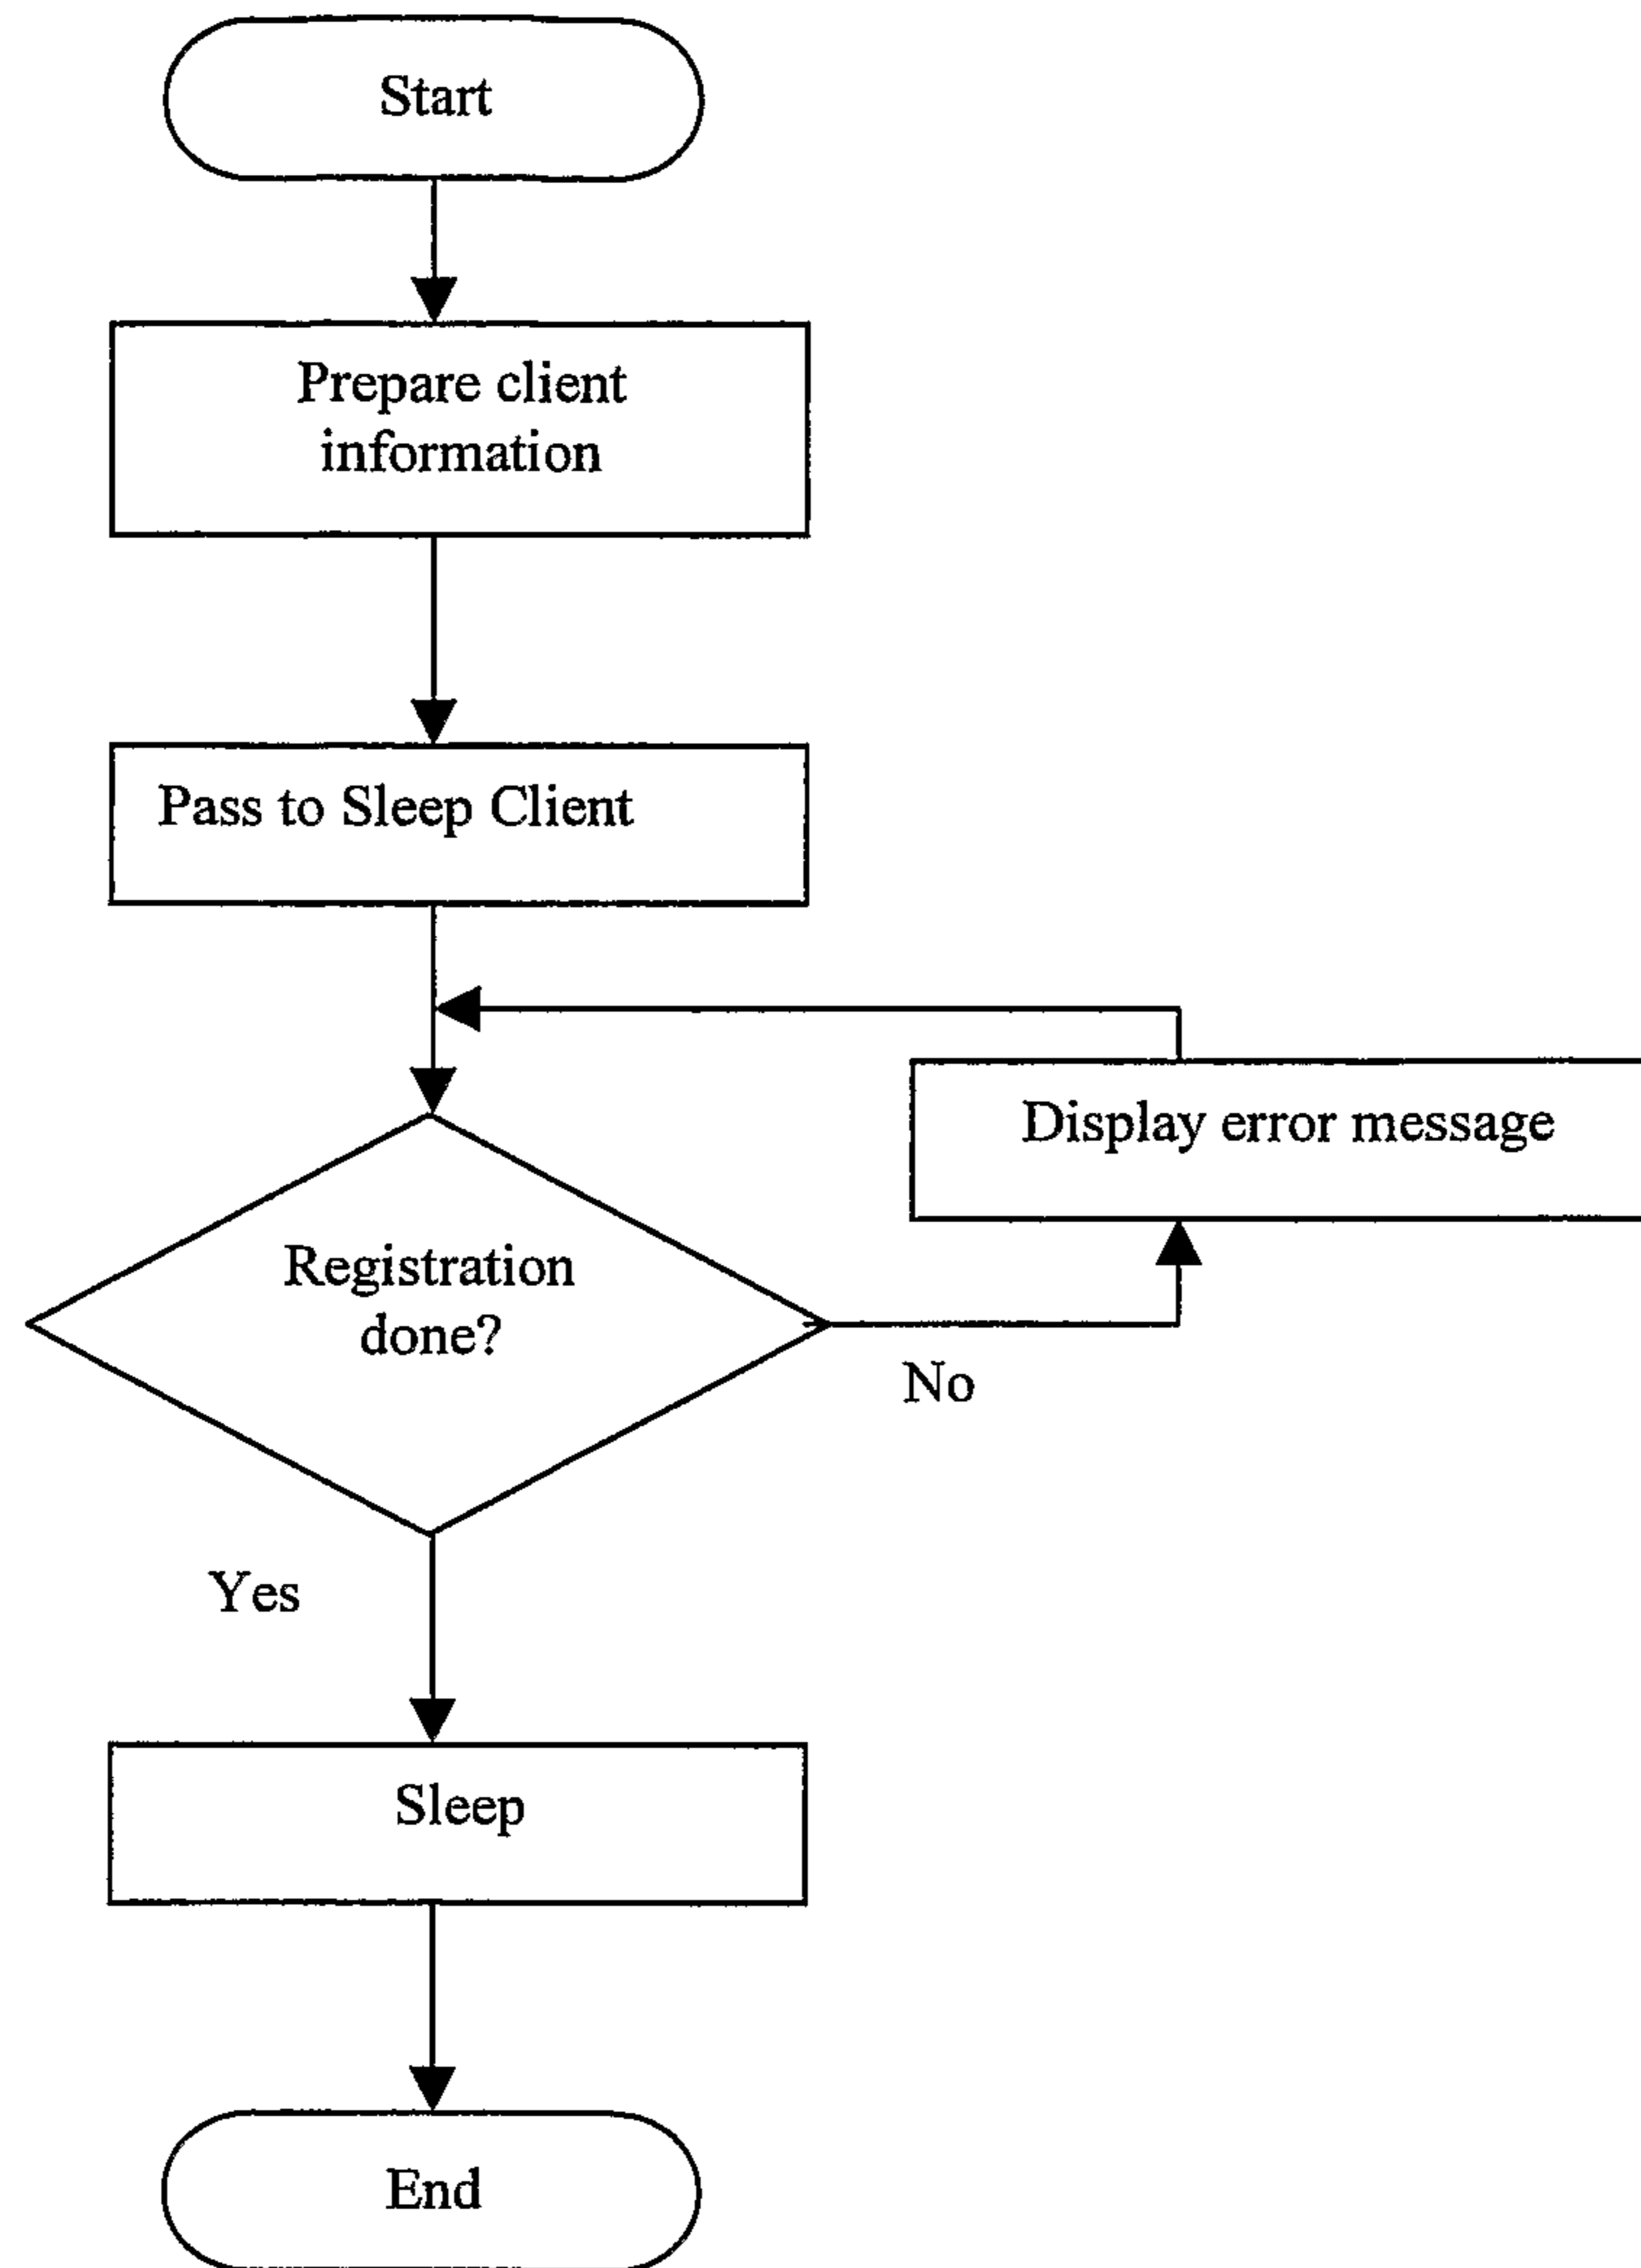 Start
Prepare client
information
Pass to Sleep Client
Display error message
Registration
done?
No
Yes
Sleep
End